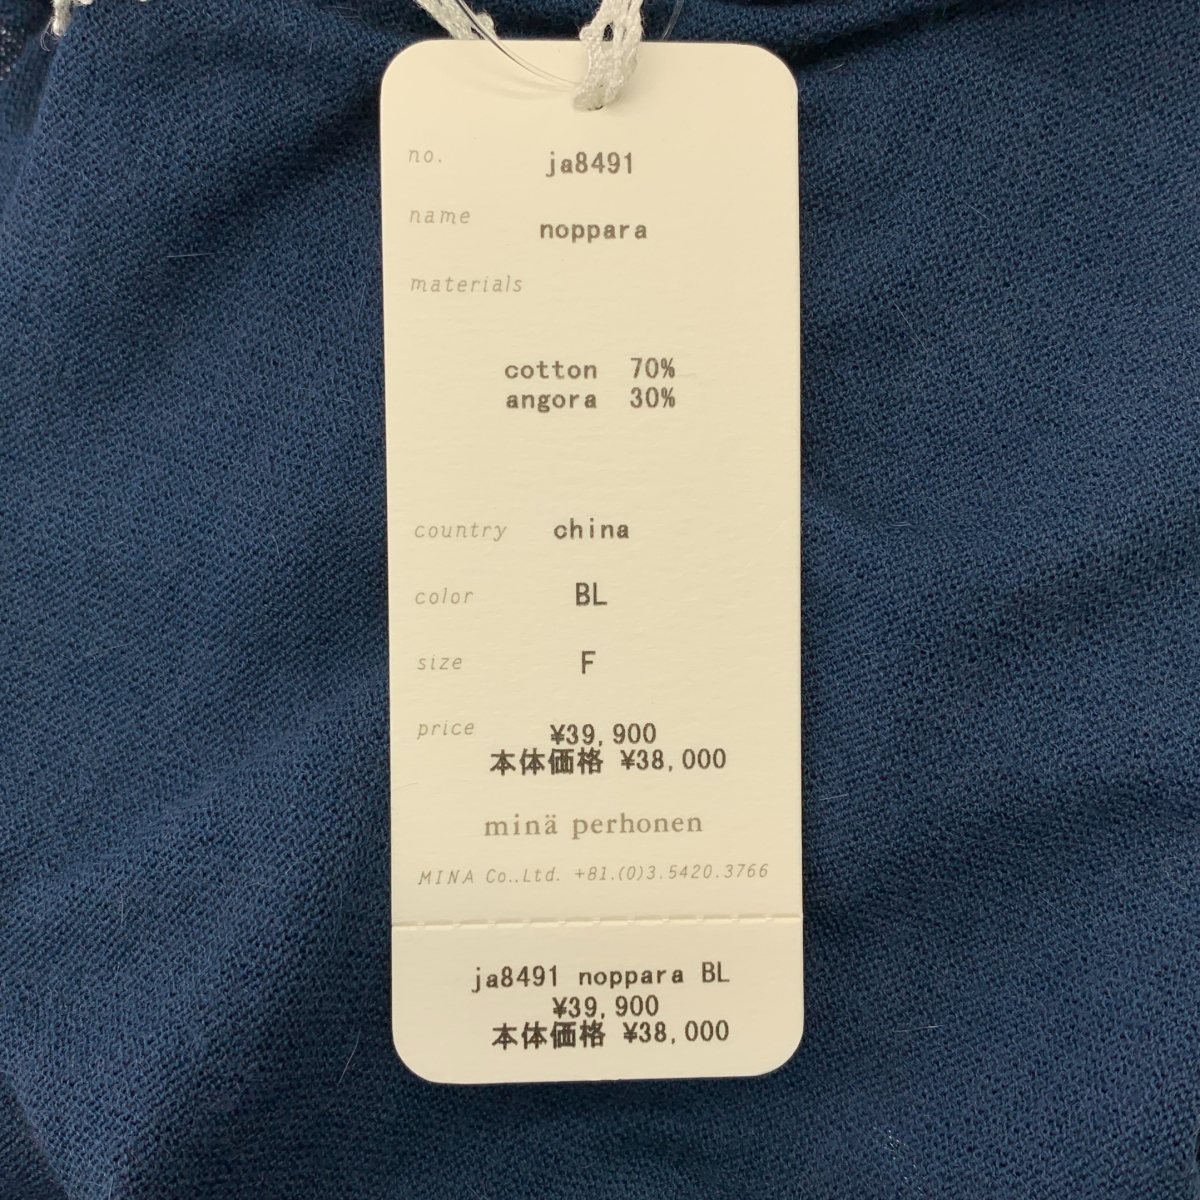 no. ja8491
name noppara
materials
cotton 70%
angora 30%
country china
color BL
size F
price ¥39,900
本体価格 ¥38,000
minä perhonen
MINA Co.,Ltd. +81.(0)3.5420.3766
ja8491 noppara BL
¥39,900
本体価格 ¥38,000